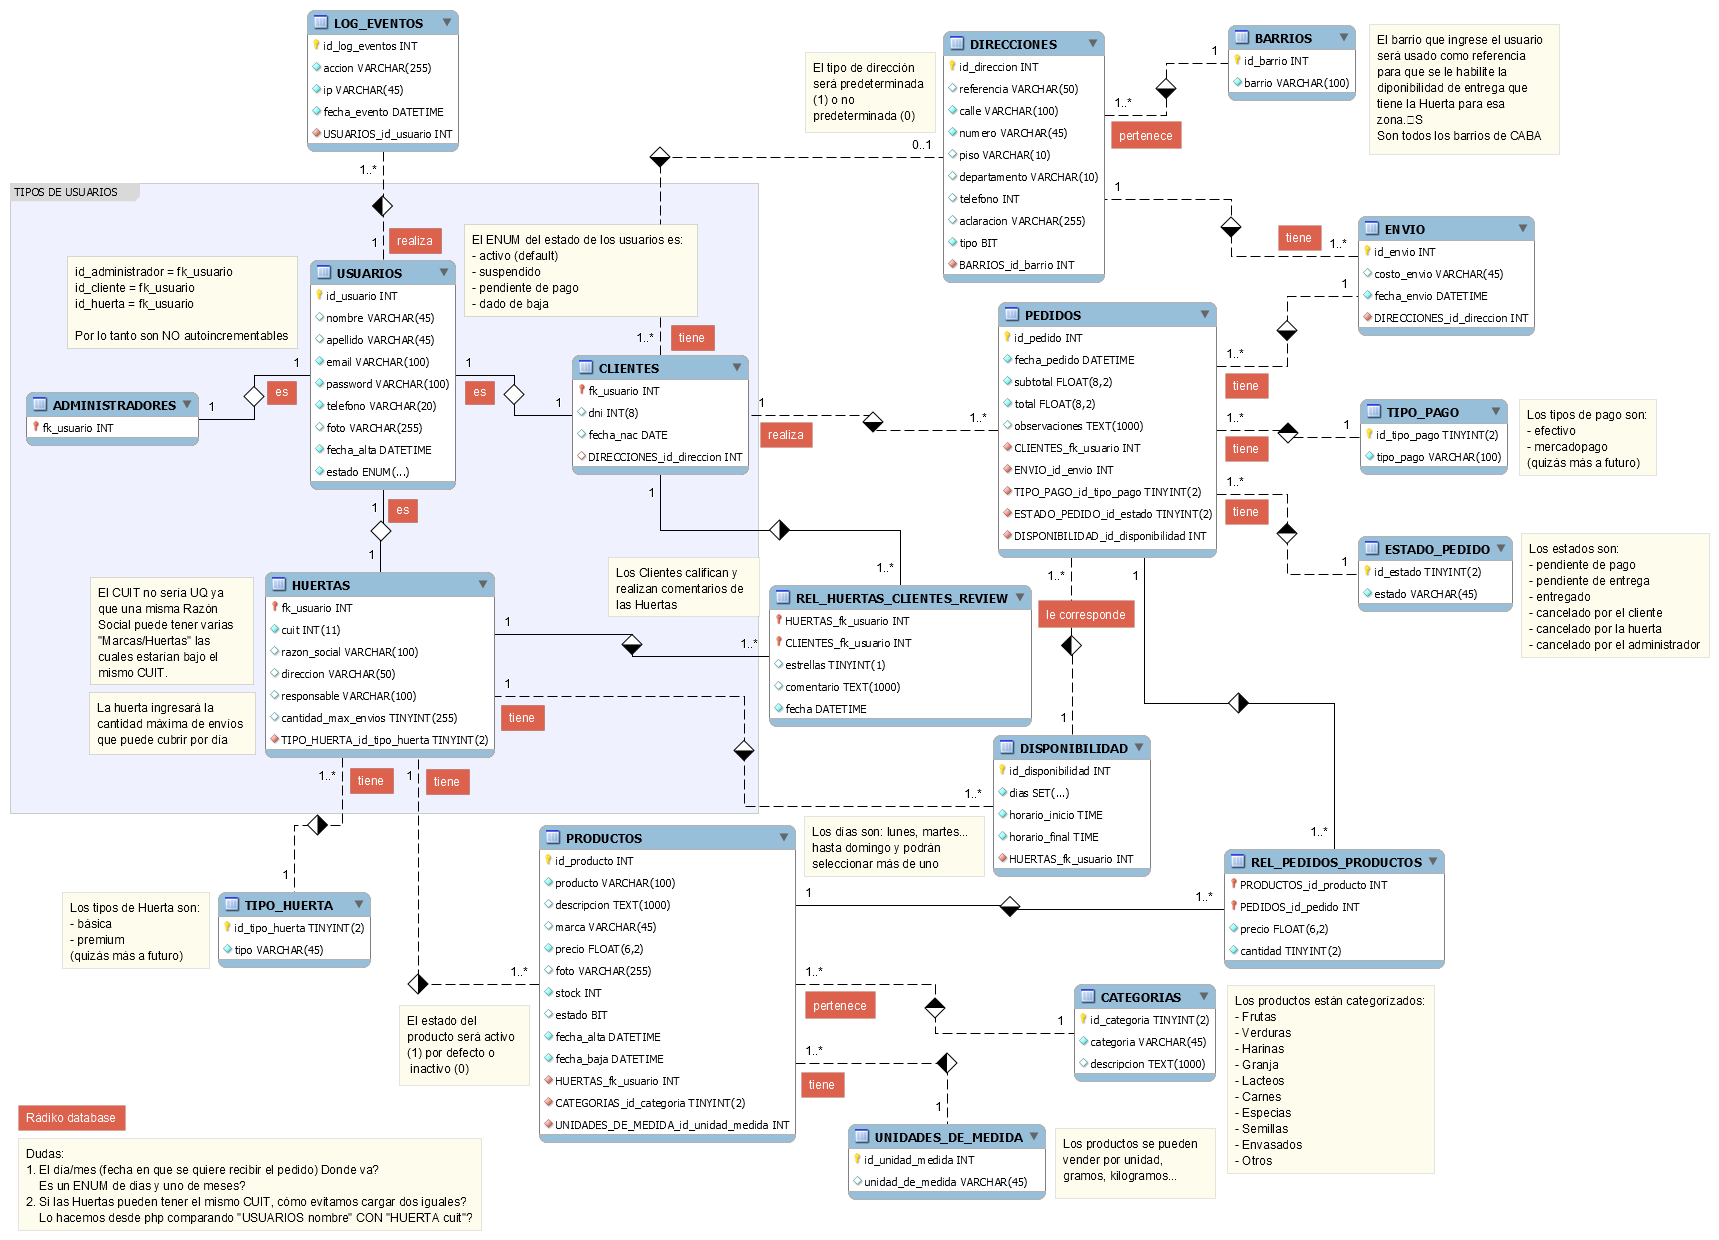 LOG_EVENTOS
id_log_eventos INT
accion VARCHAR(255)
ip VARCHAR(45)
fecha_evento DATETIME
USUARIOS_id_usuario INT
1..*
1
realiza
El tipo de dirección
será predeterminada
(1) o no
predeterminada (0)
DIRECCIONES
id_direccion INT
referencia VARCHAR(50)
calle VARCHAR(100)
numero VARCHAR(45)
piso VARCHAR(10)
departamento VARCHAR(10)
telefono INT
aclaracion VARCHAR(255)
tipo BIT
BARRIOS_id_barrio INT
0..1
1..*
1
pertenece
BARRIOS
id_barrio INT
barrio VARCHAR(100)
El barrio que ingrese el usuario
será usado como referencia
para que se le habilite la
diponibilidad de entrega que
tiene la Huerta para esa
zona.□S
Son todos los barrios de CABA
1
tiene
1..*
ENVIO
id_envio INT
costo_envio VARCHAR(45)
fecha_envio DATETIME
DIRECCIONES_id_direccion INT
TIPOS DE USUARIOS
id_administrador = fk_usuario
id_cliente = fk_usuario
id_huerta = fk_usuario
Por lo tanto son NO autoincrementables
El ENUM del estado de los usuarios es:
- activo (default)
- suspendido
- pendiente de pago
- dado de baja
USUARIOS
id_usuario INT
nombre VARCHAR(45)
apellido VARCHAR(45)
email VARCHAR(100)
password VARCHAR(100)
telefono VARCHAR(20)
foto VARCHAR(255)
fecha_alta DATETIME
estado ENUM(...)
1
es
1
ADMINISTRADORES
fk_usuario INT
1
es
1
1..*
tiene
CLIENTES
fk_usuario INT
dni INT(8)
fecha_nac DATE
DIRECCIONES_id_direccion INT
1
realiza
1..*
PEDIDOS
id_pedido INT
fecha_pedido DATETIME
subtotal FLOAT(8,2)
total FLOAT(8,2)
observaciones TEXT(1000)
CLIENTES_fk_usuario INT
ENVIO_id_envio INT
TIPO_PAGO_id_tipo_pago TINYINT(2)
ESTADO_PEDIDO_id_estado TINYINT(2)
DISPONIBILIDAD_id_disponibilidad INT
1
1..*
tiene
1..*
tiene
1
1..*
tiene
1
TIPO_PAGO
id_tipo_pago TINYINT(2)
tipo_pago VARCHAR(100)
Los tipos de pago son:
- efectivo
- mercadopago
(quizás más a futuro)
ESTADO_PEDIDO
id_estado TINYINT(2)
estado VARCHAR(45)
Los estados son:
- pendiente de pago
- pendiente de entrega
- entregado
- cancelado por el cliente
- cancelado por la huerta
- cancelado por el administrador
1
es
1
El CUIT no sería UQ ya
que una misma Razón
Social puede tener varias
"Marcas/Huertas" las
cuales estarían bajo el
mismo CUIT.
La huerta ingresará la
cantidad máxima de envíos
que puede cubrir por día
HUERTAS
fk_usuario INT
cuit INT(11)
razon_social VARCHAR(100)
direccion VARCHAR(50)
responsable VARCHAR(100)
cantidad_max_envios TINYINT(255)
TIPO_HUERTA_id_tipo_huerta TINYINT(2)
1
1..*
1
1..*
Los Clientes califican y
realizan comentarios de
las Huertas
REL_HUERTAS_CLIENTES_REVIEW
HUERTAS_fk_usuario INT
CLIENTES_fk_usuario INT
estrellas TINYINT(1)
comentario TEXT(1000)
fecha DATETIME
1..*
le corresponde
1
1
tiene
1..*
DISPONIBILIDAD
id_disponibilidad INT
dias SET(...)
horario_inicio TIME
horario_final TIME
HUERTAS_fk_usuario INT
Los días son: lunes, martes...
hasta domingo y podrán
seleccionar más de uno
1
1..*
REL_PEDIDOS_PRODUCTOS
PRODUCTOS_id_producto INT
PEDIDOS_id_pedido INT
precio FLOAT(6,2)
cantidad TINYINT(2)
1..*
tiene
1
1
tiene
1..*
Los tipos de Huerta son:
- básica
- premium
(quizás más a futuro)
TIPO_HUERTA
id_tipo_huerta TINYINT(2)
tipo VARCHAR(45)
PRODUCTOS
id_producto INT
producto VARCHAR(100)
descripcion TEXT(1000)
marca VARCHAR(45)
precio FLOAT(6,2)
foto VARCHAR(255)
stock INT
estado BIT
fecha_alta DATETIME
fecha_baja DATETIME
HUERTAS_fk_usuario INT
CATEGORIAS_id_categoria TINYINT(2)
UNIDADES_DE_MEDIDA_id_unidad_medida INT
1
1..*
El estado del
producto será activo
(1) por defecto o
inactivo (0)
1..*
pertenece
1
CATEGORIAS
id_categoria TINYINT(2)
categoria VARCHAR(45)
descripcion TEXT(1000)
Los productos están categorizados:
- Frutas
- Verduras
- Harinas
- Granja
- Lacteos
- Carnes
- Especias
- Semillas
- Envasados
- Otros
1..*
tiene
1
UNIDADES_DE_MEDIDA
id_unidad_medida INT
unidad_de_medida VARCHAR(45)
Los productos se pueden
vender por unidad,
gramos, kilogramos...
Rádiko database
Dudas:
1. El día/mes (fecha en que se quiere recibir el pedido) Donde va?
Es un ENUM de días y uno de meses?
2. Si las Huertas pueden tener el mismo CUIT, cómo evitamos cargar dos iguales?
Lo hacemos desde php comparando "USUARIOS nombre" CON "HUERTA cuit"?